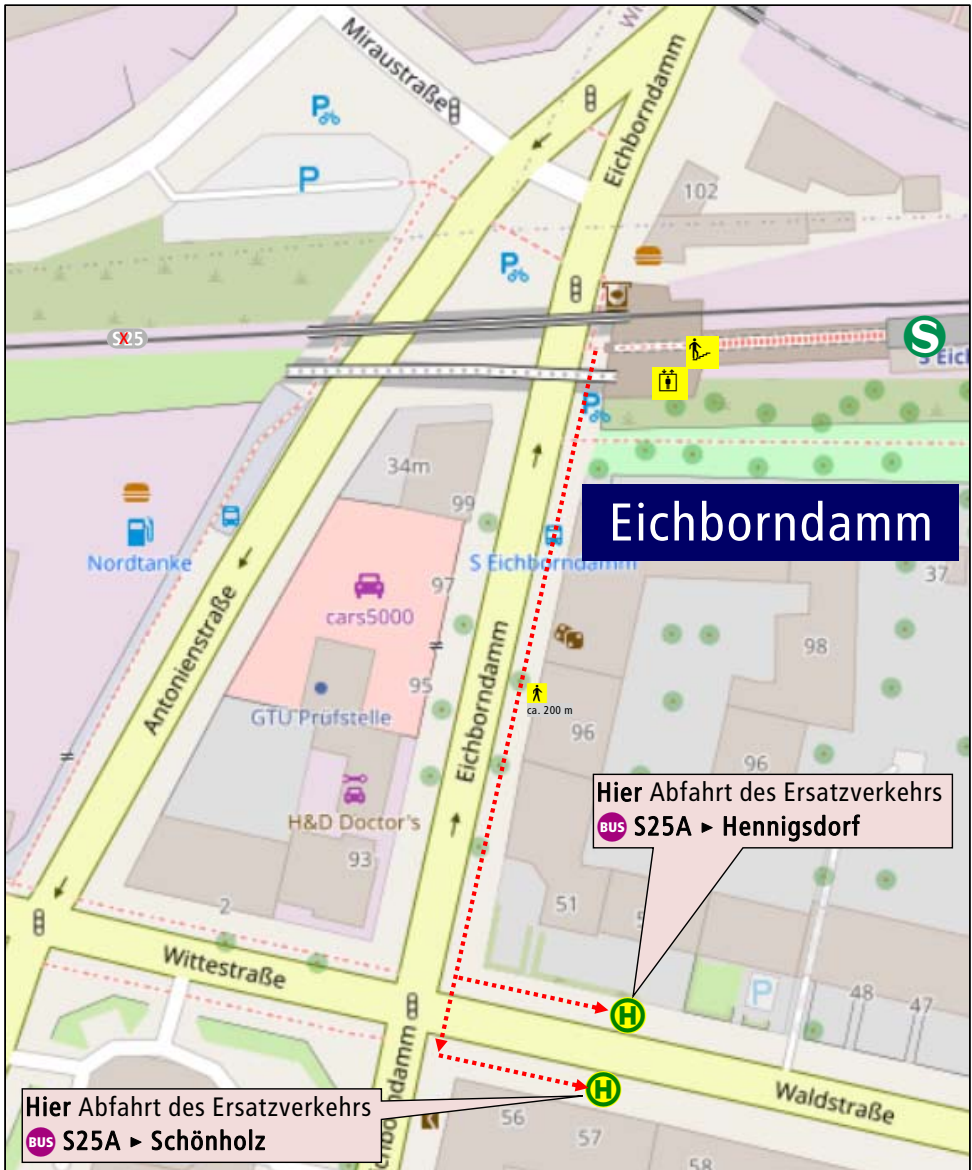 Miraustraße
Eichborndamm
P
P
102
P
S25
S
S Eich
P
34m
99
Eichborndamm
Nordtanke
S Eichborndamm
37
cars5000
97
98
Antonienstraße
95
GTÜ Prüfstelle
Eichborndamm
ca. 200 m
96
96
Hier Abfahrt des Ersatzverkehrs
BUS S25A ▸ Hennigsdorf
H&D Doctor's
93
2
51
Wittestraße
P
48
47
H
H
Waldstraße
Hier Abfahrt des Ersatzverkehrs
BUS S25A ▸ Schönholz
56
57
58